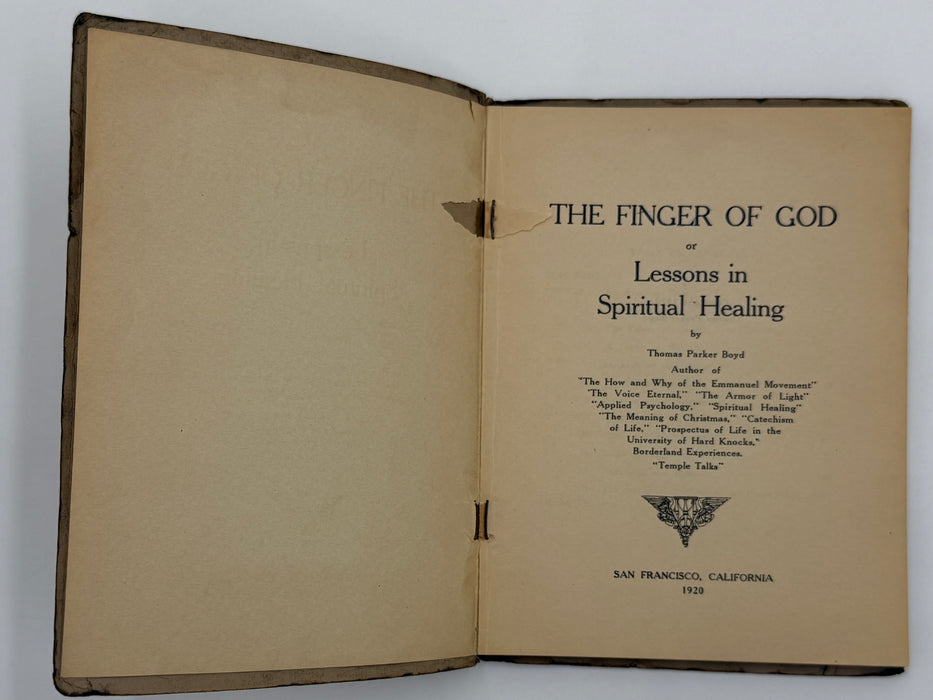 THE FINGER OF GOD
or
Lessons in
Spiritual Healing
by
Thomas Parker Boyd
Author of
"The How and Why of the Emmanuel Movement"
"The Voice Eternal," "The Armor of Light"
"Applied Psychology," "Spiritual Healing"
"The Meaning of Christmas," "Catechism
of Life," "Prospectus of Life in the
University of Hard Knocks,"
Borderland Experiences.
"Temple Talks"
SAN FRANCISCO, CALIFORNIA
1920